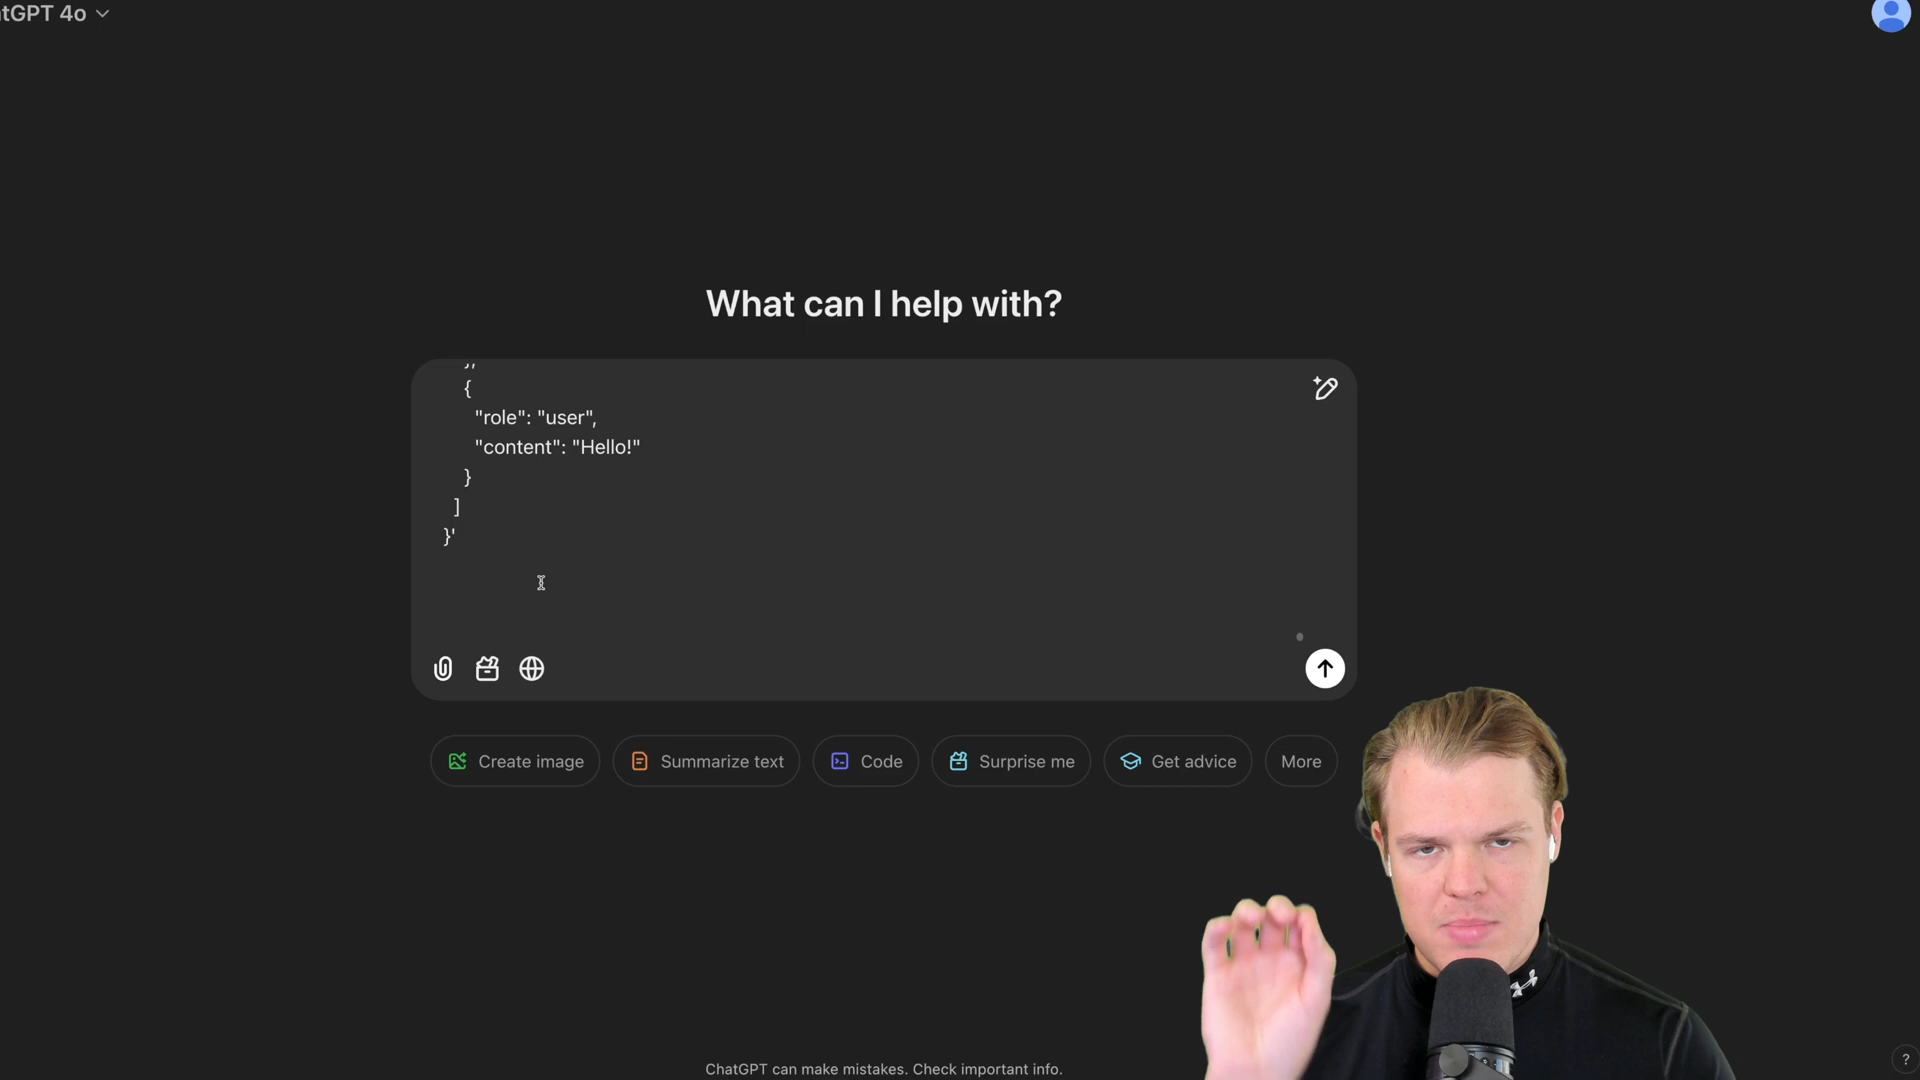 tGPT 4o
What can I help with?
},
{
"role": "user",
"content": "Hello!"
}
]
}'
Create image
Summarize text
Code
Surprise me
Get advice
More
ChatGPT can make mistakes. Check important info.
?